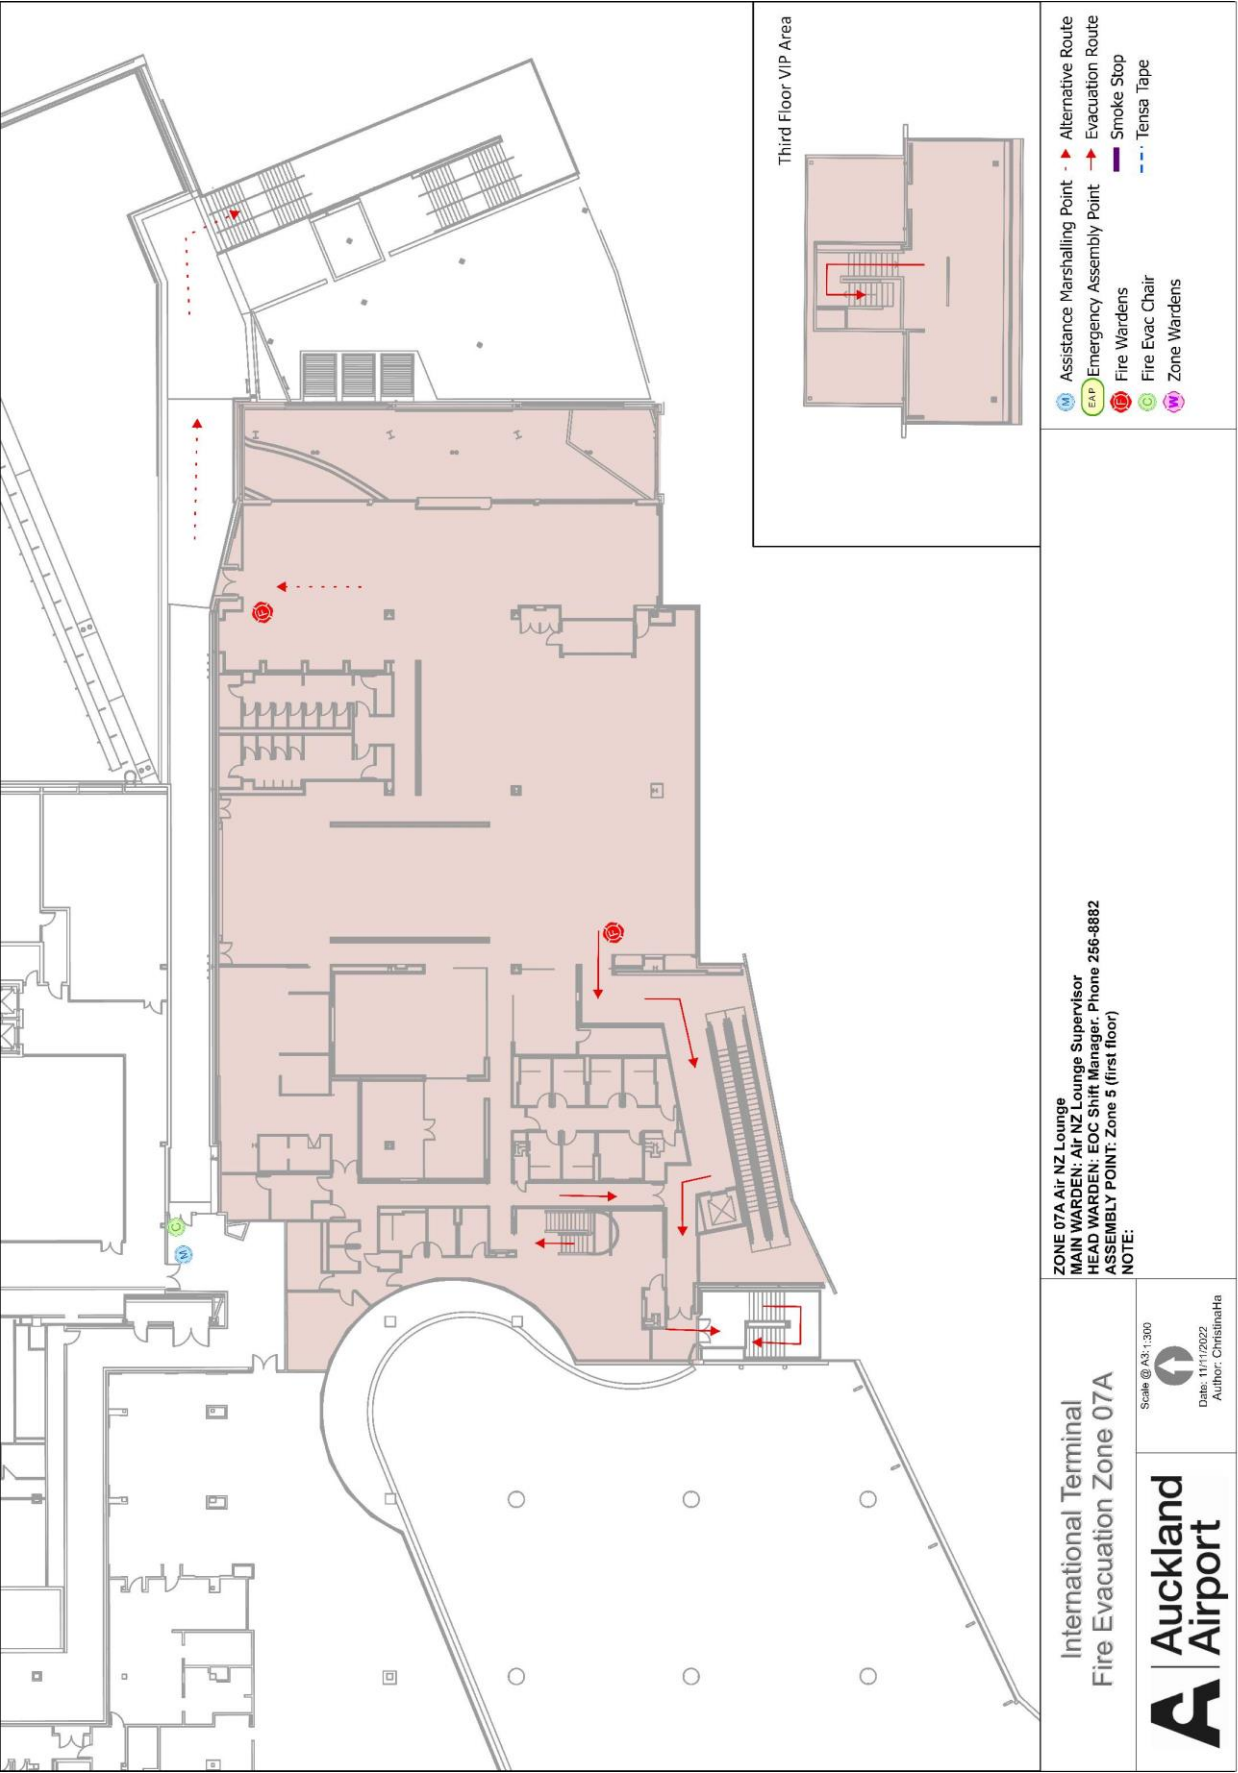 Third Floor VIP Area
M Assistance Marshalling Point
EAP Emergency Assembly Point
F Fire Wardens
C Fire Evac Chair
W Zone Wardens
Alternative Route
Evacuation Route
Smoke Stop
Tensa Tape
F
F
C
M
ZONE 07A Air NZ Lounge
MAIN WARDEN: Air NZ Lounge Supervisor
HEAD WARDEN: EOC Shift Manager. Phone 256-8882
ASSEMBLY POINT: Zone 5 (first floor)
NOTE:
International Terminal
Fire Evacuation Zone 07A
Scale @ A3:1:300
Date: 11/11/2022
Author: ChristinaHa
Auckland
Airport